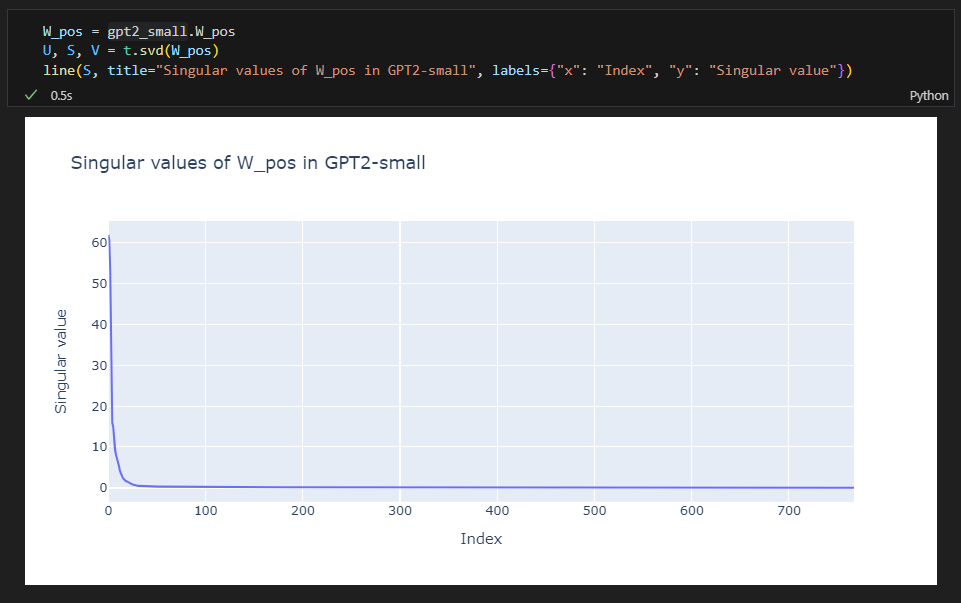 W_pos = gpt2_small.W_pos
U, S, V = t.svd(W_pos)
line(S, title="Singular values of W_pos in GPT2-small", labels={"x": "Index", "y": "Singular value"})
0.5s
Python
Singular values of W_pos in GPT2-small
60
50
40
30
20
10
0
Singular value
0 100 200 300 400 500 600 700
Index